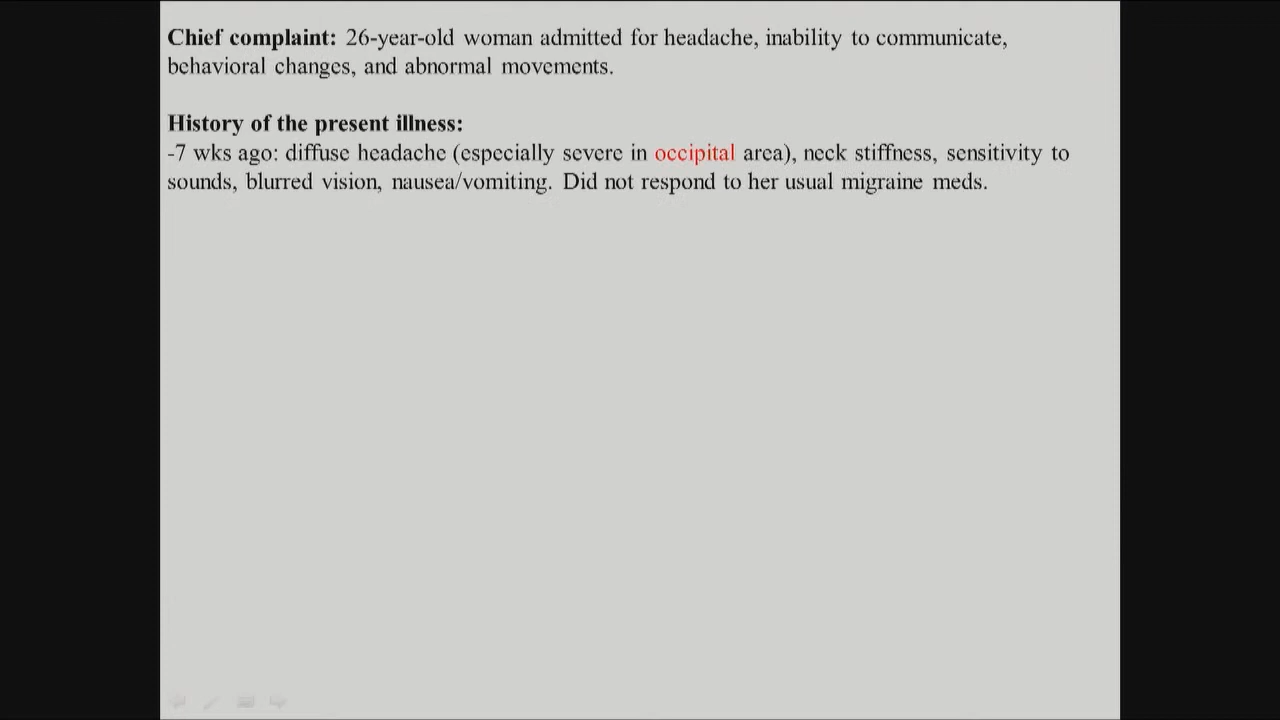 Chief complaint: 26-year-old woman admitted for headache, inability to communicate,
behavioral changes, and abnormal movements.
History of the present illness:
-7 wks ago: diffuse headache (especially severe in occipital area), neck stiffness, sensitivity to
sounds, blurred vision, nausea/vomiting. Did not respond to her usual migraine meds.